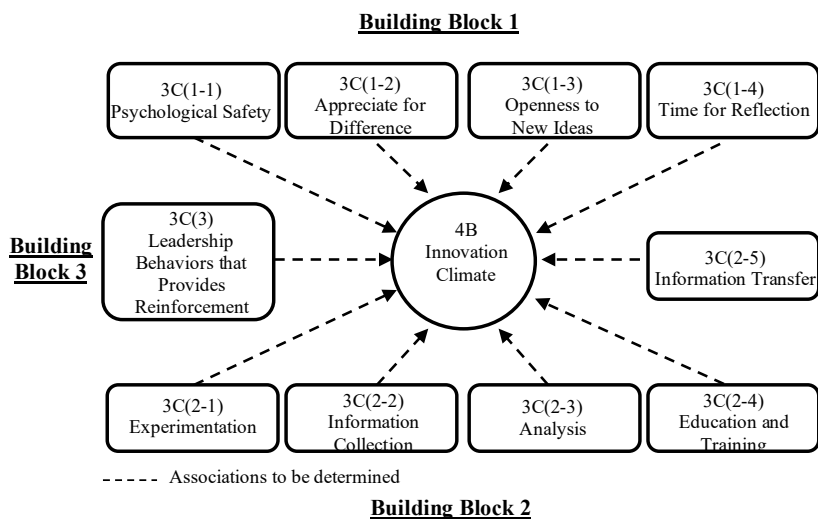 Building Block 1
3C(1-1)
Psychological Safety
3C(1-2)
Appreciate for
Difference
3C(1-3)
Openness to
New Ideas
3C(1-4)
Time for Reflection
Building
Block 3
3C(3)
Leadership
Behaviors that
Provides
Reinforcement
4B
Innovation
Climate
3C(2-5)
Information Transfer
3C(2-1)
Experimentation
3C(2-2)
Information
Collection
3C(2-3)
Analysis
3C(2-4)
Education and
Training
Associations to be determined
Building Block 2